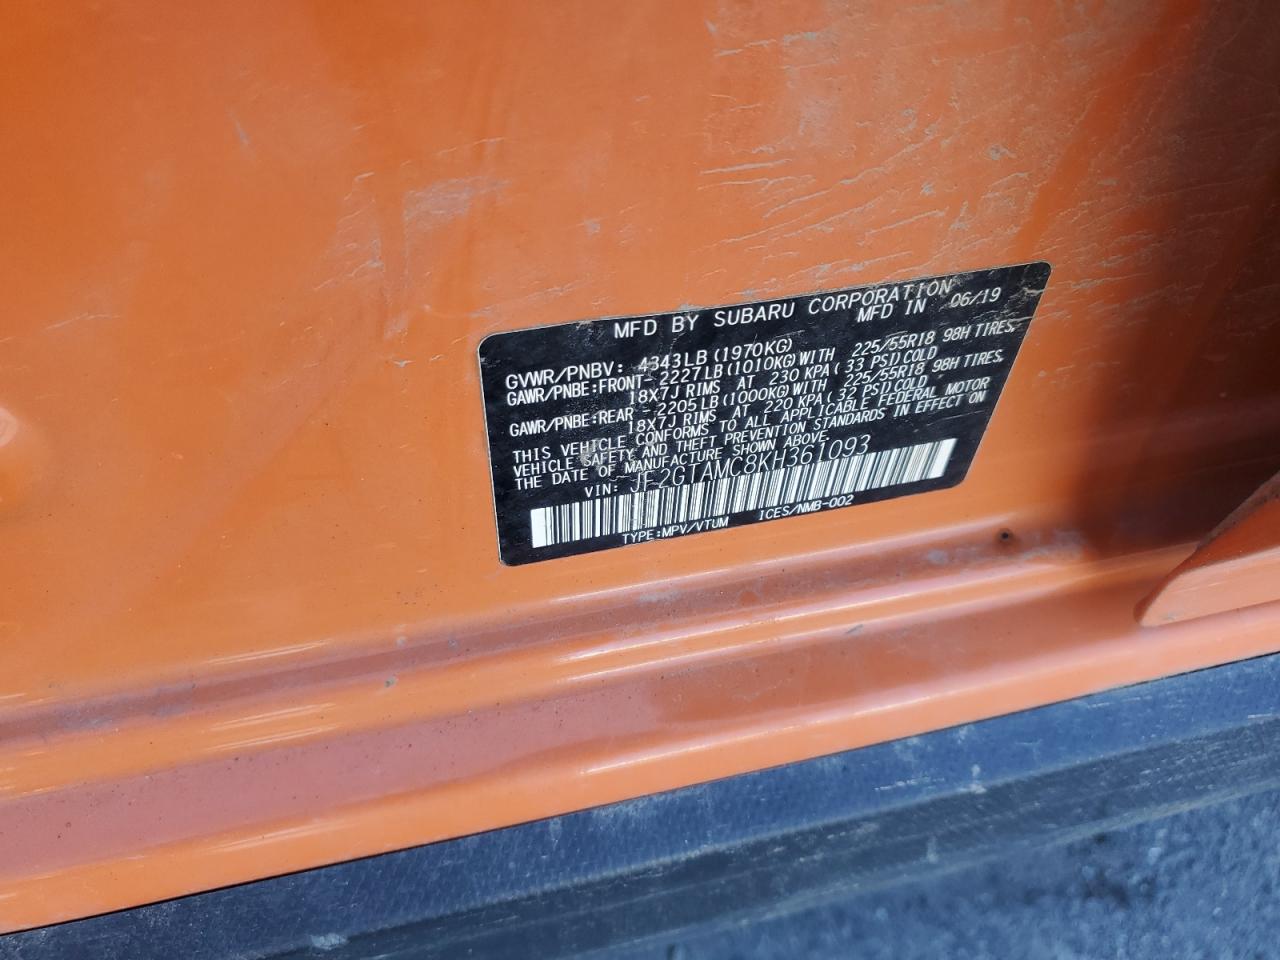 MFD BY SUBARU CORPORATION
MFD IN 06/19
GVWR/PNBV: 4343LB(1970KG)
GAWR/PNBE:FRONT-2227LB(1010KG)WITH 225/55R18 98H TIRES,
18X7J RIMS AT 230 KPA(33 PSI)COLD
GAWR/PNBE:REAR -2205LB(1000KG)WITH 225/55R18 98H TIRES,
18X7J RIMS AT 220 KPA(32 PSI)COLD
THIS VEHICLE CONFORMS TO ALL APPLICABLE FEDERAL MOTOR
VEHICLE SAFETY AND THEFT PREVENTION STANDARDS IN EFFECT ON
THE DATE OF MANUFACTURE SHOWN ABOVE.
VIN: JF2GTAMC8KH361093
TYPE:MPV/VTUM ICES/NMB-002